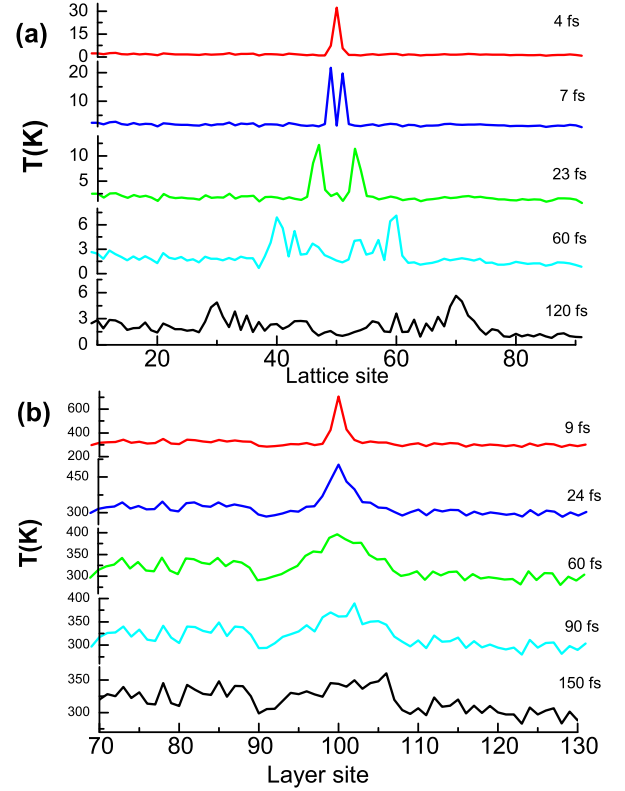 (a)
30
15
0
4 fs
20
10
7 fs
T(K)
10
5
23 fs
6
3
0
60 fs
6
3
0
120 fs
20 40 60 80
Lattice site
(b)
600
400
200
9 fs
450
300
24 fs
T(K)
400
350
300
60 fs
400
350
300
90 fs
350
300
150 fs
70 80 90 100 110 120 130
Layer site